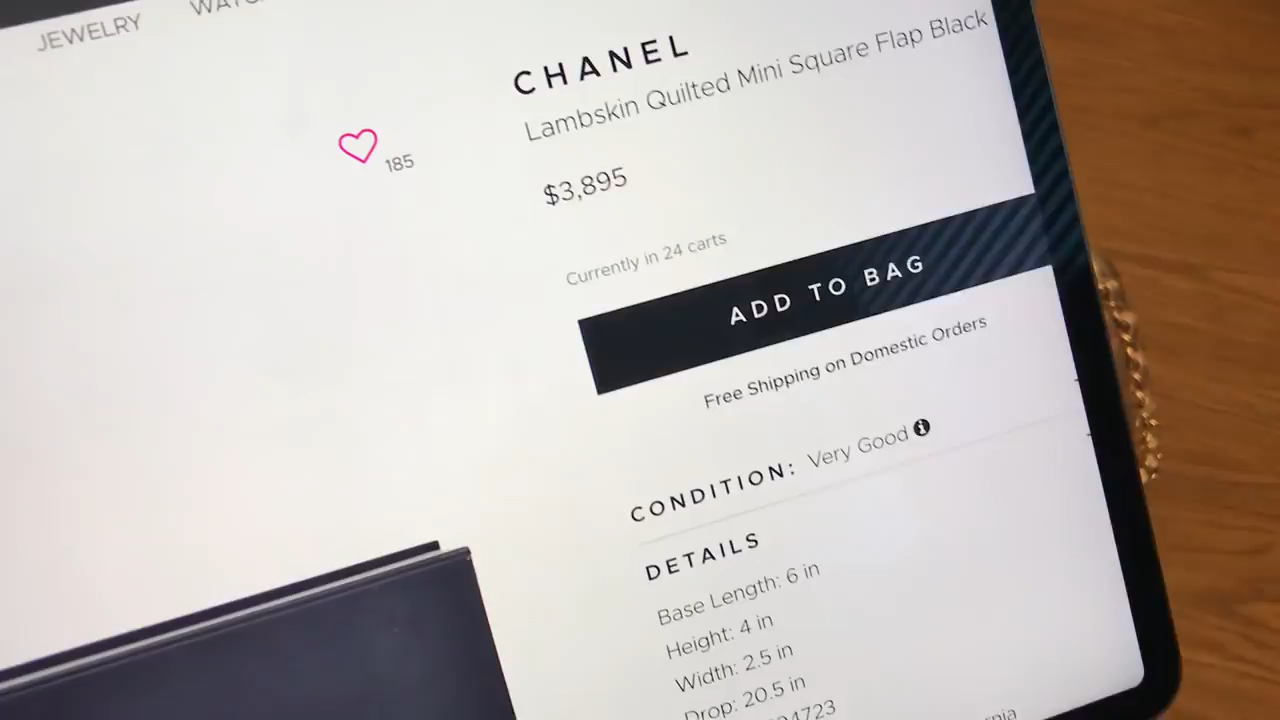 JEWELRY
CHANEL
Lambskin Quilted Mini Square Flap Black
185
$3,895
Currently in 24 carts
ADD TO BAG
Free Shipping on Domestic Orders
CONDITION: Very Good
DETAILS
Base Length: 6 in
Height: 4 in
Width: 2.5 in
Drop: 20.5 in